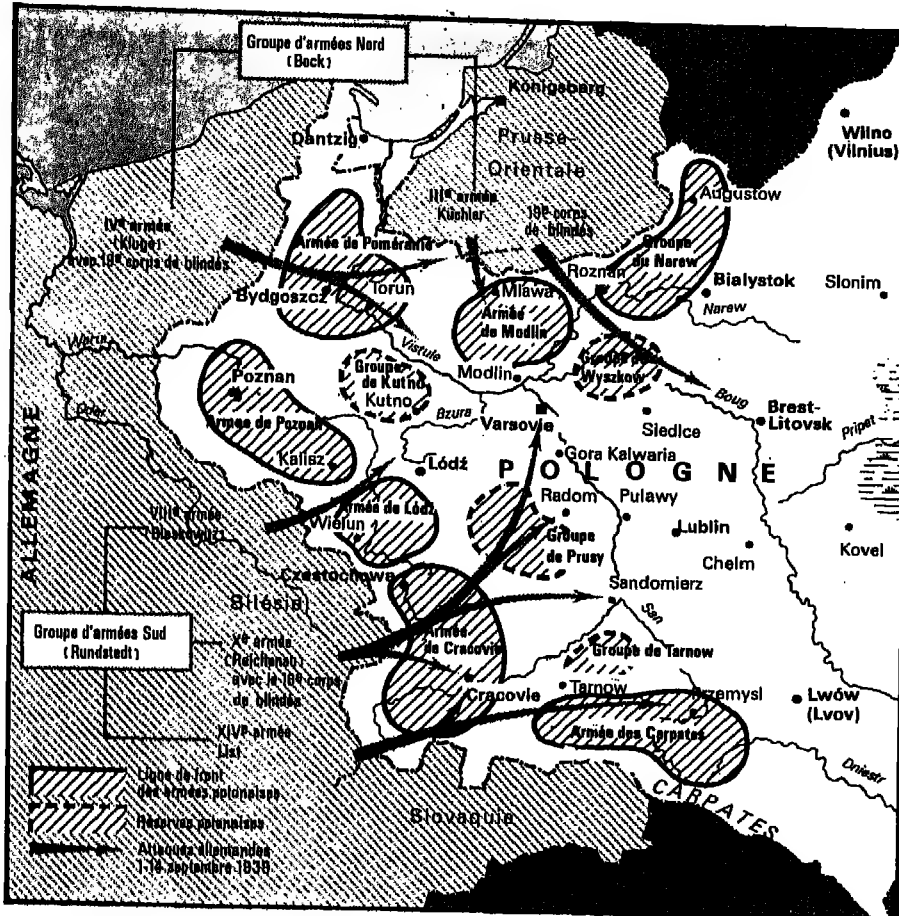 Groupe d'armées Nord
(Bock)
Königsberg
Dantzig
Prusse-
Orientale
Wilno
(Vilnius)
IVe armée
(Kluge)
avec 19e corps de blindés
IIIe armée
Küchler
19e corps
de blindés
Augustow
Armée de Poméranie
Groupe
du Narew
Roznan
Bialystok
Slonim
Bydgoszcz
Torun
Mlawa
Narew
Armée
de Modlin
Warta
Vistule
Modlin
Groupe de
Wyszkow
Poznan
Groupe
de Kutno
Kutno
Boug
Oder
Bzura
Varsovie
Siedlce
Brest-
Litovsk
Pripet
Armée de Poznan
Kalisz
Łódź
Gora Kalwaria
POLOGNE
ALLEMAGNE
VIIIe armée
(Blaskowitz)
Armée de Łódź
Wielun
Radom
Pulawy
Groupe
de Prusy
Lublin
Chelm
Kovel
Czestochowa
Silésie
Sandomierz
San
Groupe d'armées Sud
(Rundstedt)
Xe armée
(Reichenau)
avec le 16e corps
de blindés
Armée
de Cracovie
Groupe de Tarnow
Cracovie
Tarnow
Przemysl
Lwów
(Lvov)
XIVe armée
List
Armée des Carpates
Dniestr
CARPATES
Slovaquie
Ligne de front
des armées polonaises
Réserves polonaises
Attaques allemandes
1-14 septembre 1939